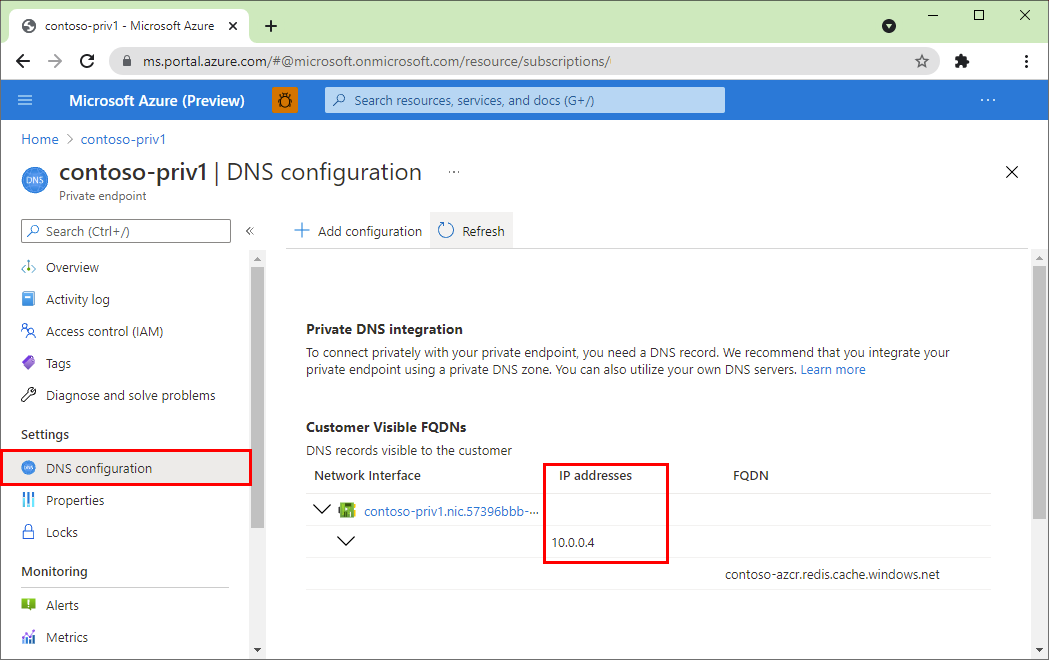 contoso-priv1 - Microsoft Azure
ms.portal.azure.com/#@microsoft.onmicrosoft.com/resource/subscriptions/
Microsoft Azure (Preview)
Search resources, services, and docs (G+/)
Home > contoso-priv1
DNS
contoso-priv1 | DNS configuration ...
Private endpoint
Search (Ctrl+/)
«
Add configuration
Refresh
Overview
Activity log
Access control (IAM)
Tags
Diagnose and solve problems
Settings
DNS configuration
Properties
Locks
Monitoring
Alerts
Metrics
Private DNS integration
To connect privately with your private endpoint, you need a DNS record. We recommend that you integrate your
private endpoint using a private DNS zone. You can also utilize your own DNS servers. Learn more
Customer Visible FQDNs
DNS records visible to the customer
Network Interface IP addresses FQDN
contoso-priv1.nic.57396bbb-...
10.0.0.4
contoso-azcr.redis.cache.windows.net